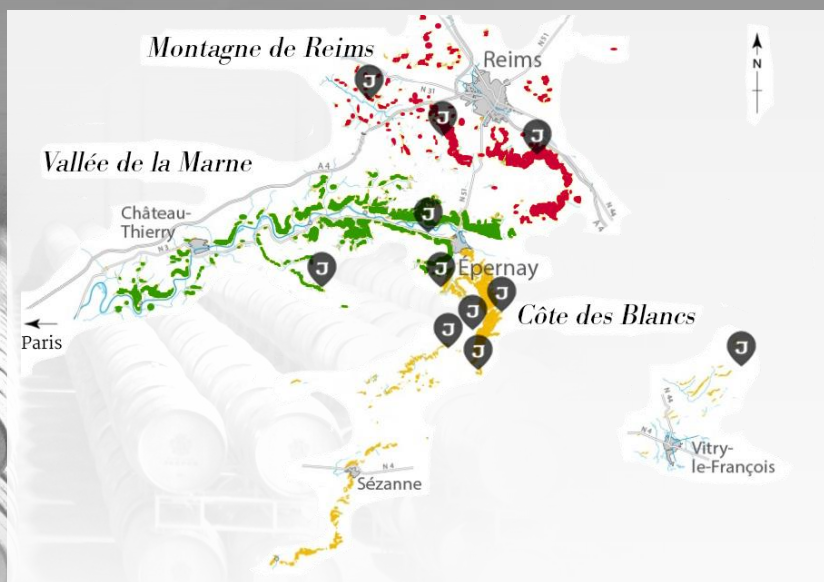 Montagne de Reims
Reims
N 51
N
N 31
J
J
J
Vallée de la Marne
A 4
N 51
N 44
A 4
Château-
Thierry
N 3
J
J
J
Épernay
J
J
Côte des Blancs
J
J
J
Paris
N 44
N 4
Vitry-
le-François
N 4
Sézanne